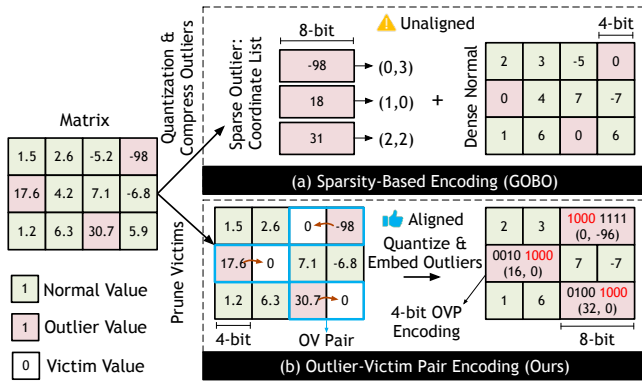 Matrix
1.5 2.6 -5.2 -98
17.6 4.2 7.1 -6.8
1.2 6.3 30.7 5.9
1 Normal Value
1 Outlier Value
0 Victim Value
Quantization &
Compress Outliers
Prune Victims
Sparse Outlier:
Coordinate List
8-bit
-98 (0,3)
18 (1,0)
31 (2,2)
+
Unaligned
4-bit
Dense Normal
2 3 -5 0
0 4 7 -7
1 6 0 6
(a) Sparsity-Based Encoding (GOBO)
1.5 2.6 0 -98
17.6 0 7.1 -6.8
1.2 6.3 30.7 0
4-bit
OV Pair
Aligned
Quantize &
Embed Outliers
4-bit OVP
Encoding
2 3 1000 1111
(0, -96)
0010 1000
(16, 0)
7 -7
1 6 0100 1000
(32, 0)
8-bit
(b) Outlier-Victim Pair Encoding (Ours)